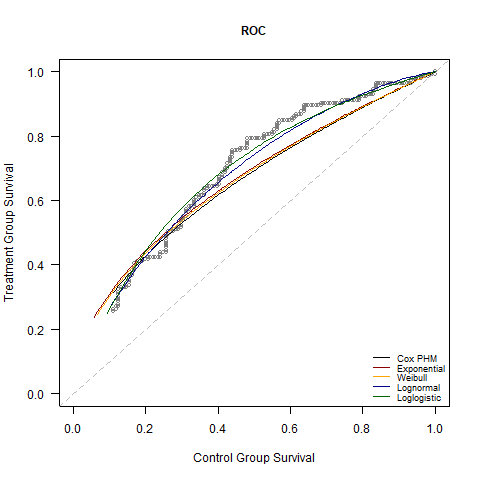 ROC
Treatment Group Survival
1.0
0.8
0.6
0.4
0.2
0.0
Cox PHM
Exponential
Weibull
Lognormal
Loglogistic
0.0 0.2 0.4 0.6 0.8 1.0
Control Group Survival